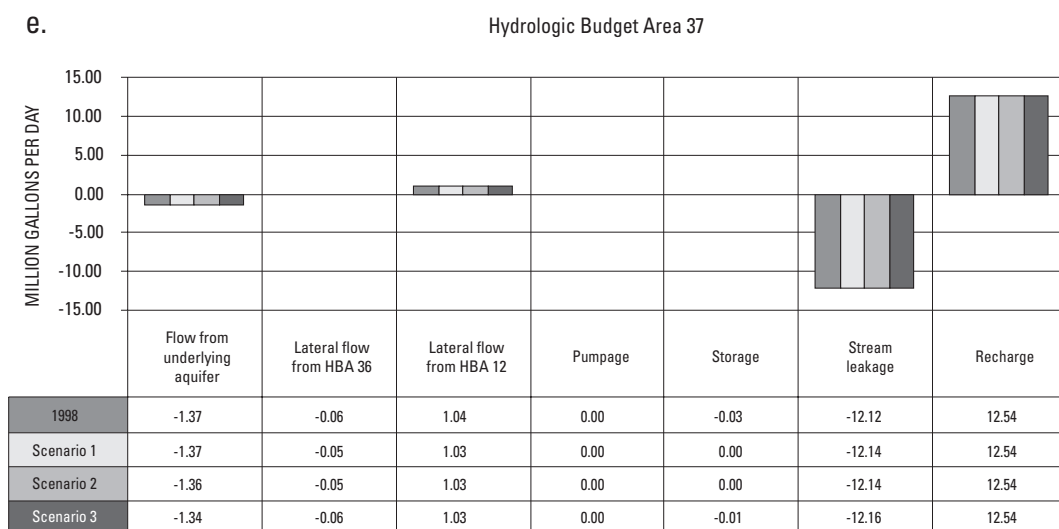 e.
Hydrologic Budget Area 37
MILLION GALLONS PER DAY
15.00
10.00
5.00
0.00
-5.00
-10.00
-15.00
Flow from
underlying
aquifer
Lateral flow
from HBA 36
Lateral flow
from HBA 12
Pumpage
Storage
Stream
leakage
Recharge
1998 -1.37 -0.06 1.04 0.00 -0.03 -12.12 12.54
Scenario 1 -1.37 -0.05 1.03 0.00 0.00 -12.14 12.54
Scenario 2 -1.36 -0.05 1.03 0.00 0.00 -12.14 12.54
Scenario 3 -1.34 -0.06 1.03 0.00 -0.01 -12.16 12.54